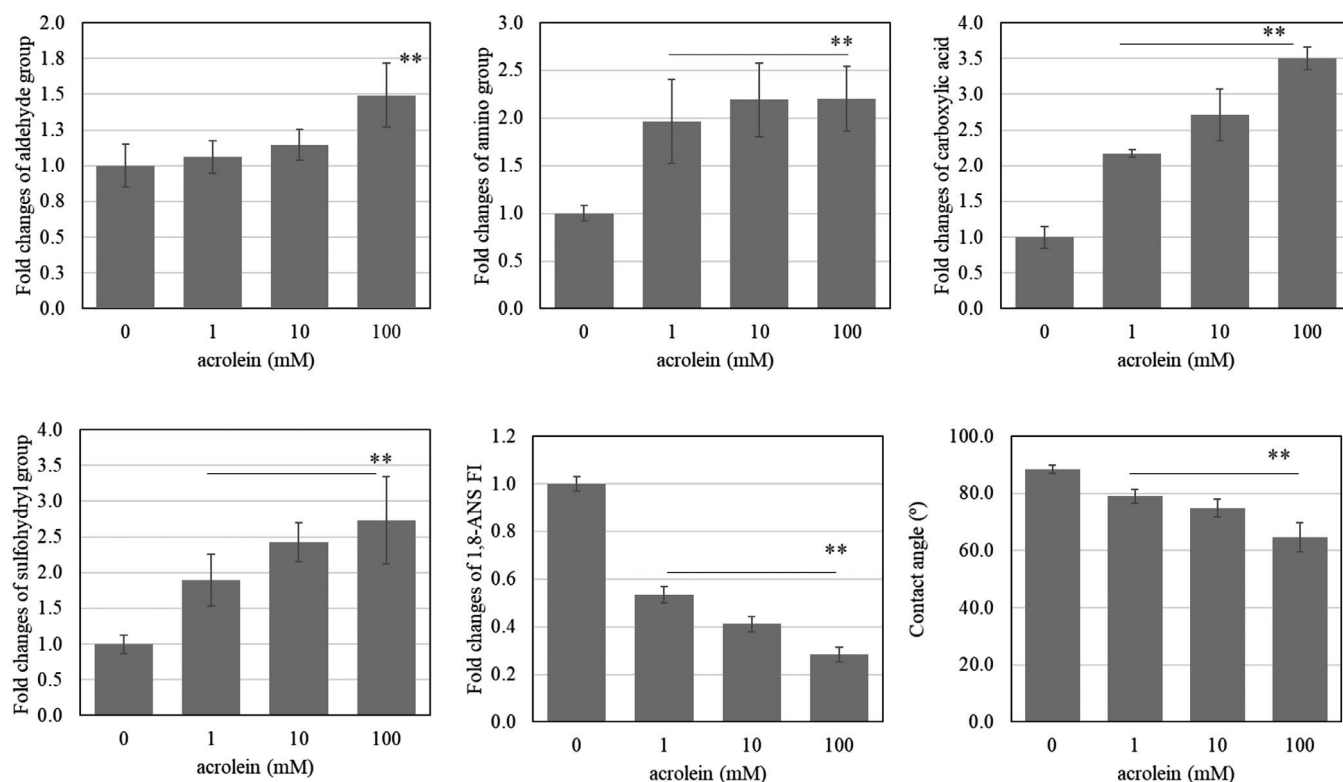 Fold changes of aldehyde group
2.0
1.8
1.5
1.3
1.0
0.8
0.5
0.3
0.0
**
0 1 10 100
acrolein (mM)
Fold changes of amino group
3.0
2.5
2.0
1.5
1.0
0.5
0.0
**
0 1 10 100
acrolein (mM)
Fold changes of carboxylic acid
4.0
3.5
3.0
2.5
2.0
1.5
1.0
0.5
0.0
**
0 1 10 100
acrolein (mM)
Fold changes of sulfohydryl group
4.0
3.5
3.0
2.5
2.0
1.5
1.0
0.5
0.0
**
0 1 10 100
acrolein (mM)
Fold changes of 1,8-ANS FI
1.2
1.0
0.8
0.6
0.4
0.2
0.0
**
0 1 10 100
acrolein (mM)
Contact angle (º)
100.0
80.0
60.0
40.0
20.0
0.0
**
0 1 10 100
acrolein (mM)